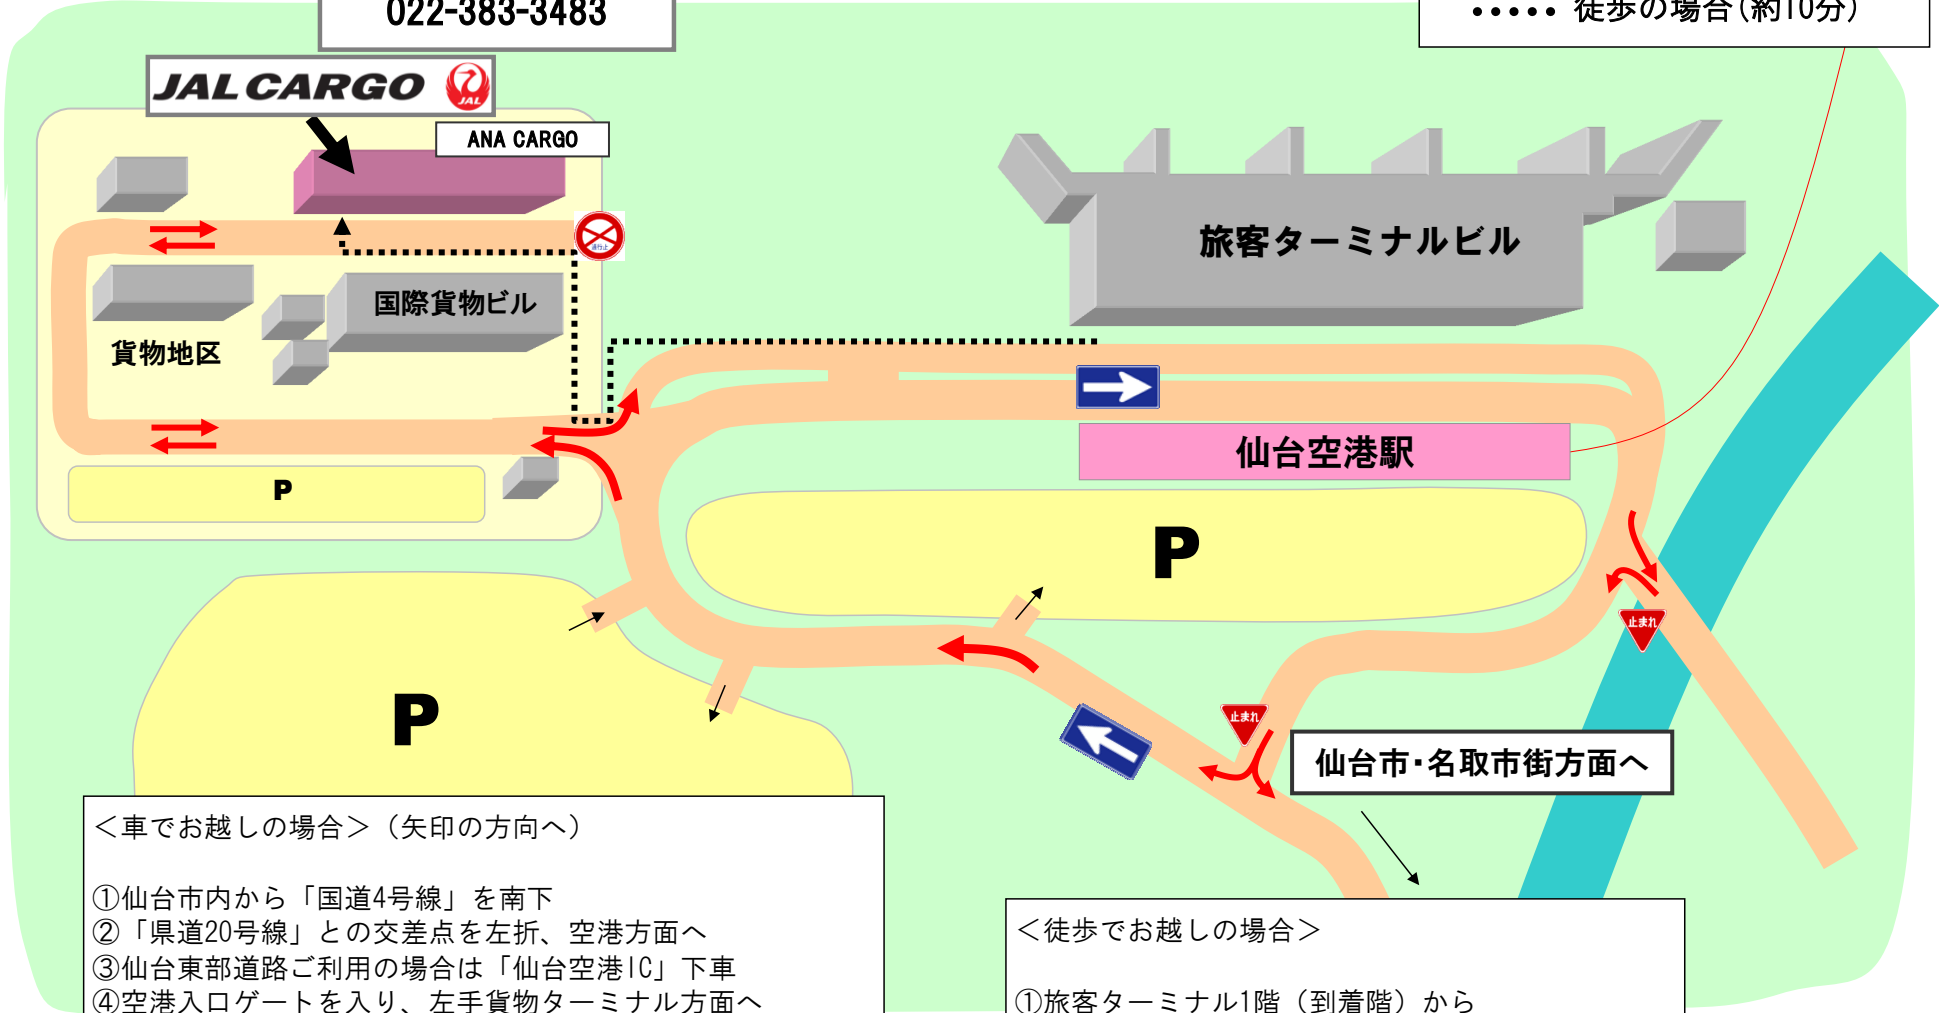 022-383-3483
••••• 徒歩の場合(約10分)
JAL CARGO
JAL
ANA CARGO
通行止
旅客ターミナルビル
国際貨物ビル
貨物地区
仙台空港駅
P
P
止まれ
P
止まれ
仙台市・名取市街方面へ
＜車でお越しの場合＞（矢印の方向へ）
①仙台市内から「国道4号線」を南下
②「県道20号線」との交差点を左折、空港方面へ
③仙台東部道路ご利用の場合は「仙台空港IC」下車
④空港入口ゲートを入り、左手貨物ターミナル方面へ
＜徒歩でお越しの場合＞
①旅客ターミナル1階（到着階）から